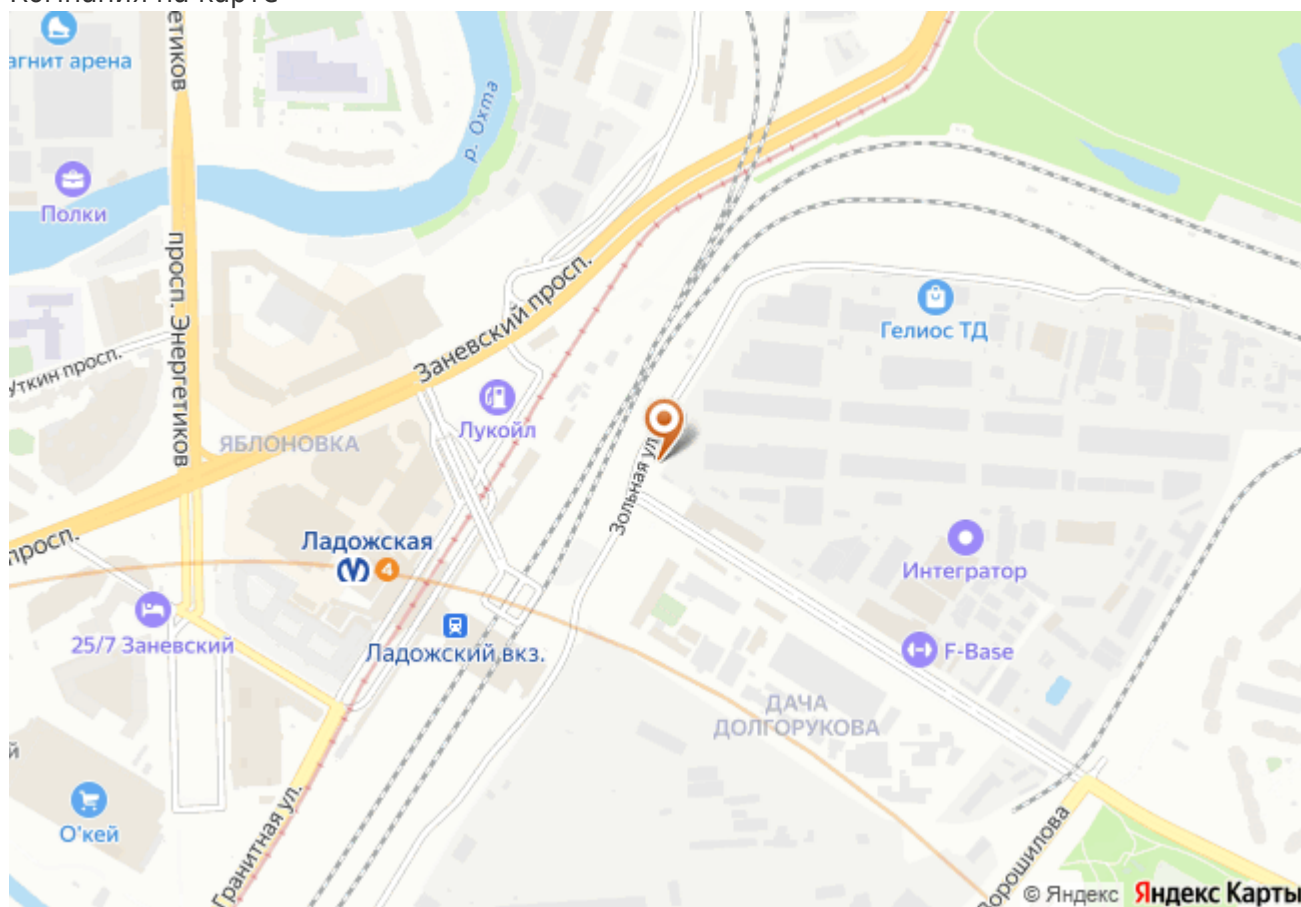 Компания на карте
агнит арена
етиков
р. Охта
Полки
просп. Энергетиков
Заневский просп.
Гелиос ТД
Уткин просп.
Лукойл
ЯБЛОНОВКА
Зольная ул.
просп.
Ладожская
4
Интегратор
25/7 Заневский
Ладожский вкз.
F-Base
ДАЧА
ДОЛГОРУКОВА
й
О'кей
Гранитная ул.
орошилова
© Яндекс Яндекс Карты